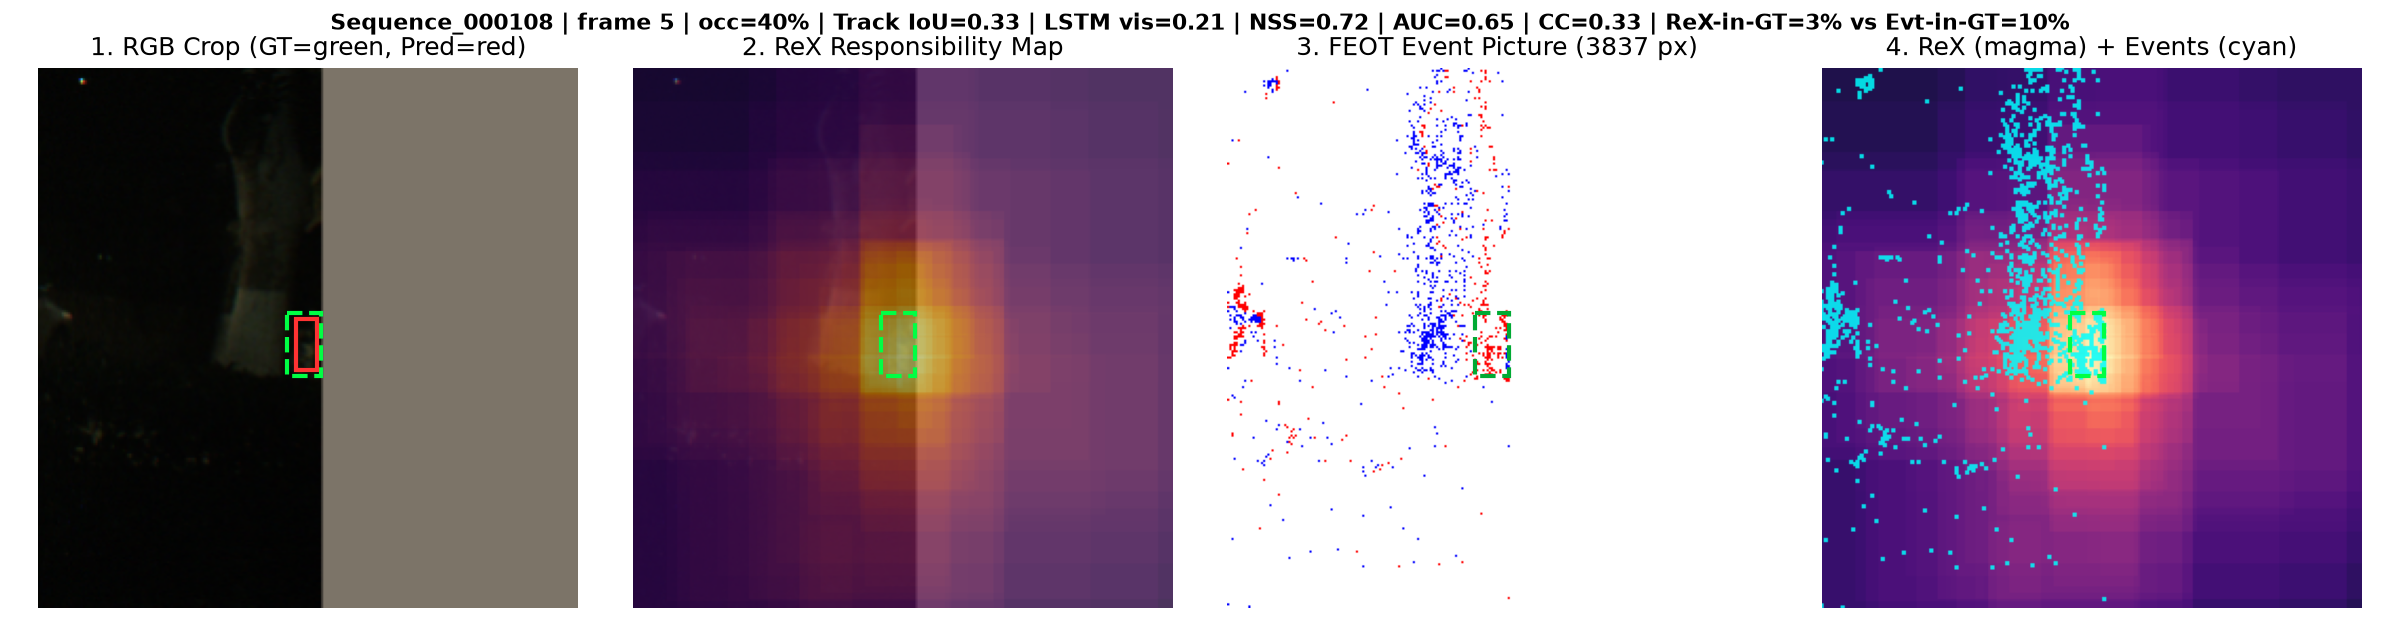 Sequence_000108 | frame 5 | occ=40% | Track IoU=0.33 | LSTM vis=0.21 | NSS=0.72 | AUC=0.65 | CC=0.33 | ReX-in-GT=3% vs Evt-in-GT=10%
1. RGB Crop (GT=green, Pred=red)
2. ReX Responsibility Map
3. FEOT Event Picture (3837 px)
4. ReX (magma) + Events (cyan)